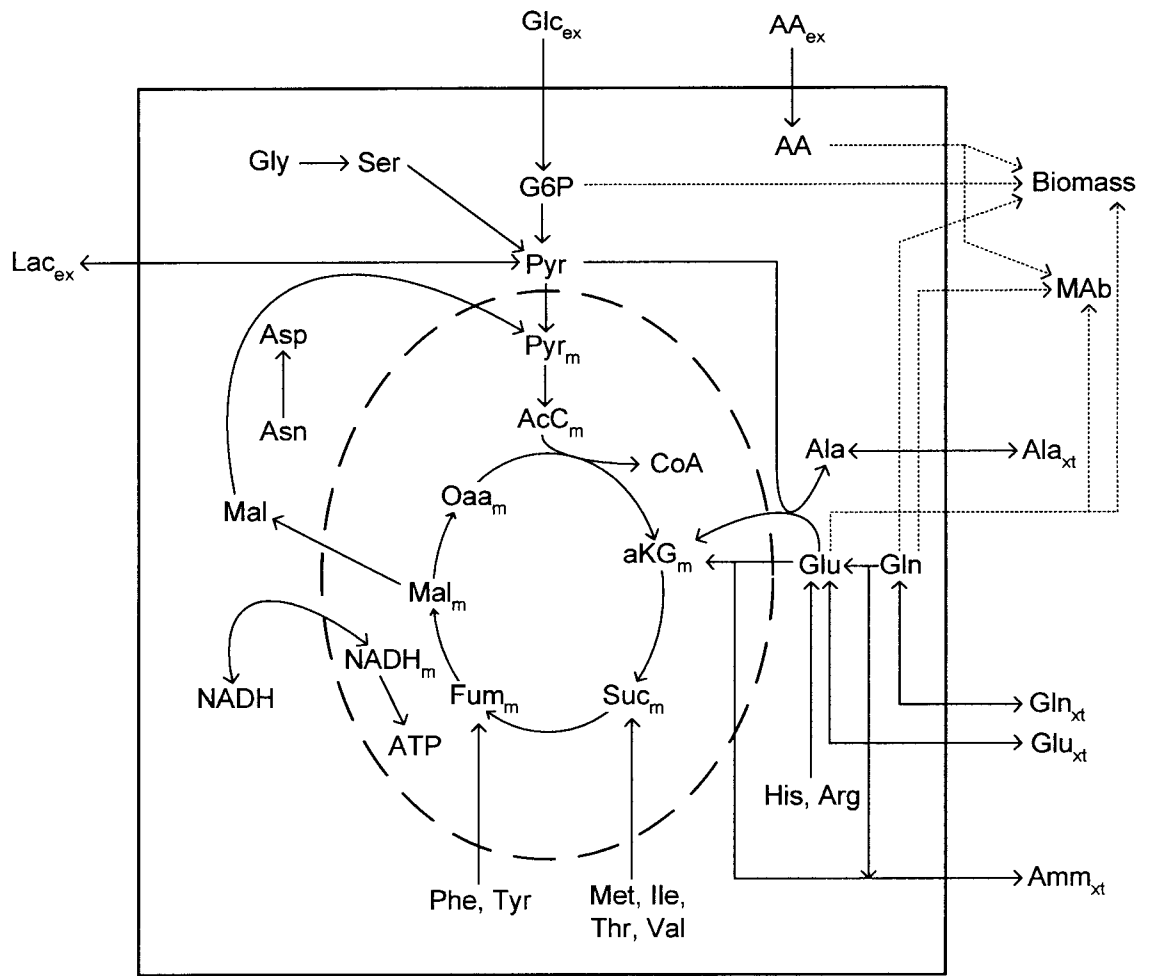 Glc_ex
AA_ex
Gly
Ser
AA
G6P
Biomass
Lac_ex
Pyr
MAb
Asp
Pyr_m
Asn
AcC_m
CoA
Ala
Ala_xt
Oaa_m
Mal
aKG_m
Glu
Gln
Mal_m
NADH_m
NADH
Fum_m
Suc_m
Gln_xt
ATP
Glu_xt
His, Arg
Phe, Tyr
Met, Ile,
Thr, Val
Amm_xt